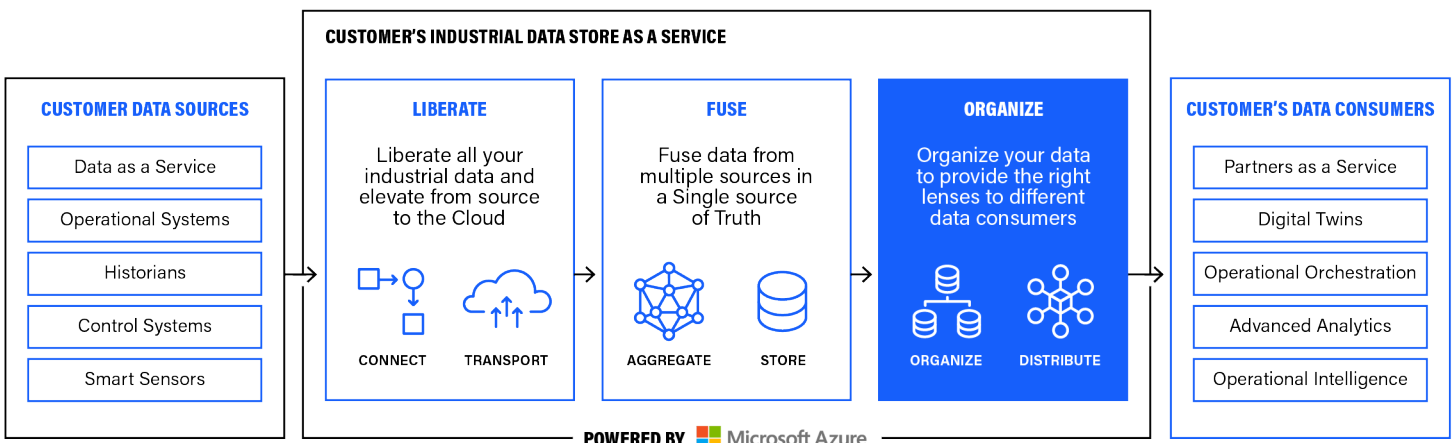 CUSTOMER'S INDUSTRIAL DATA STORE AS A SERVICE
CUSTOMER DATA SOURCES
Data as a Service
Operational Systems
Historians
Control Systems
Smart Sensors
LIBERATE
Liberate all your
industrial data and
elevate from source
to the Cloud
CONNECT
TRANSPORT
FUSE
Fuse data from
multiple sources in
a Single source
of Truth
AGGREGATE
STORE
ORGANIZE
Organize your data
to provide the right
lenses to different
data consumers
ORGANIZE
DISTRIBUTE
CUSTOMER'S DATA CONSUMERS
Partners as a Service
Digital Twins
Operational Orchestration
Advanced Analytics
Operational Intelligence
POWERED BY Microsoft Azure